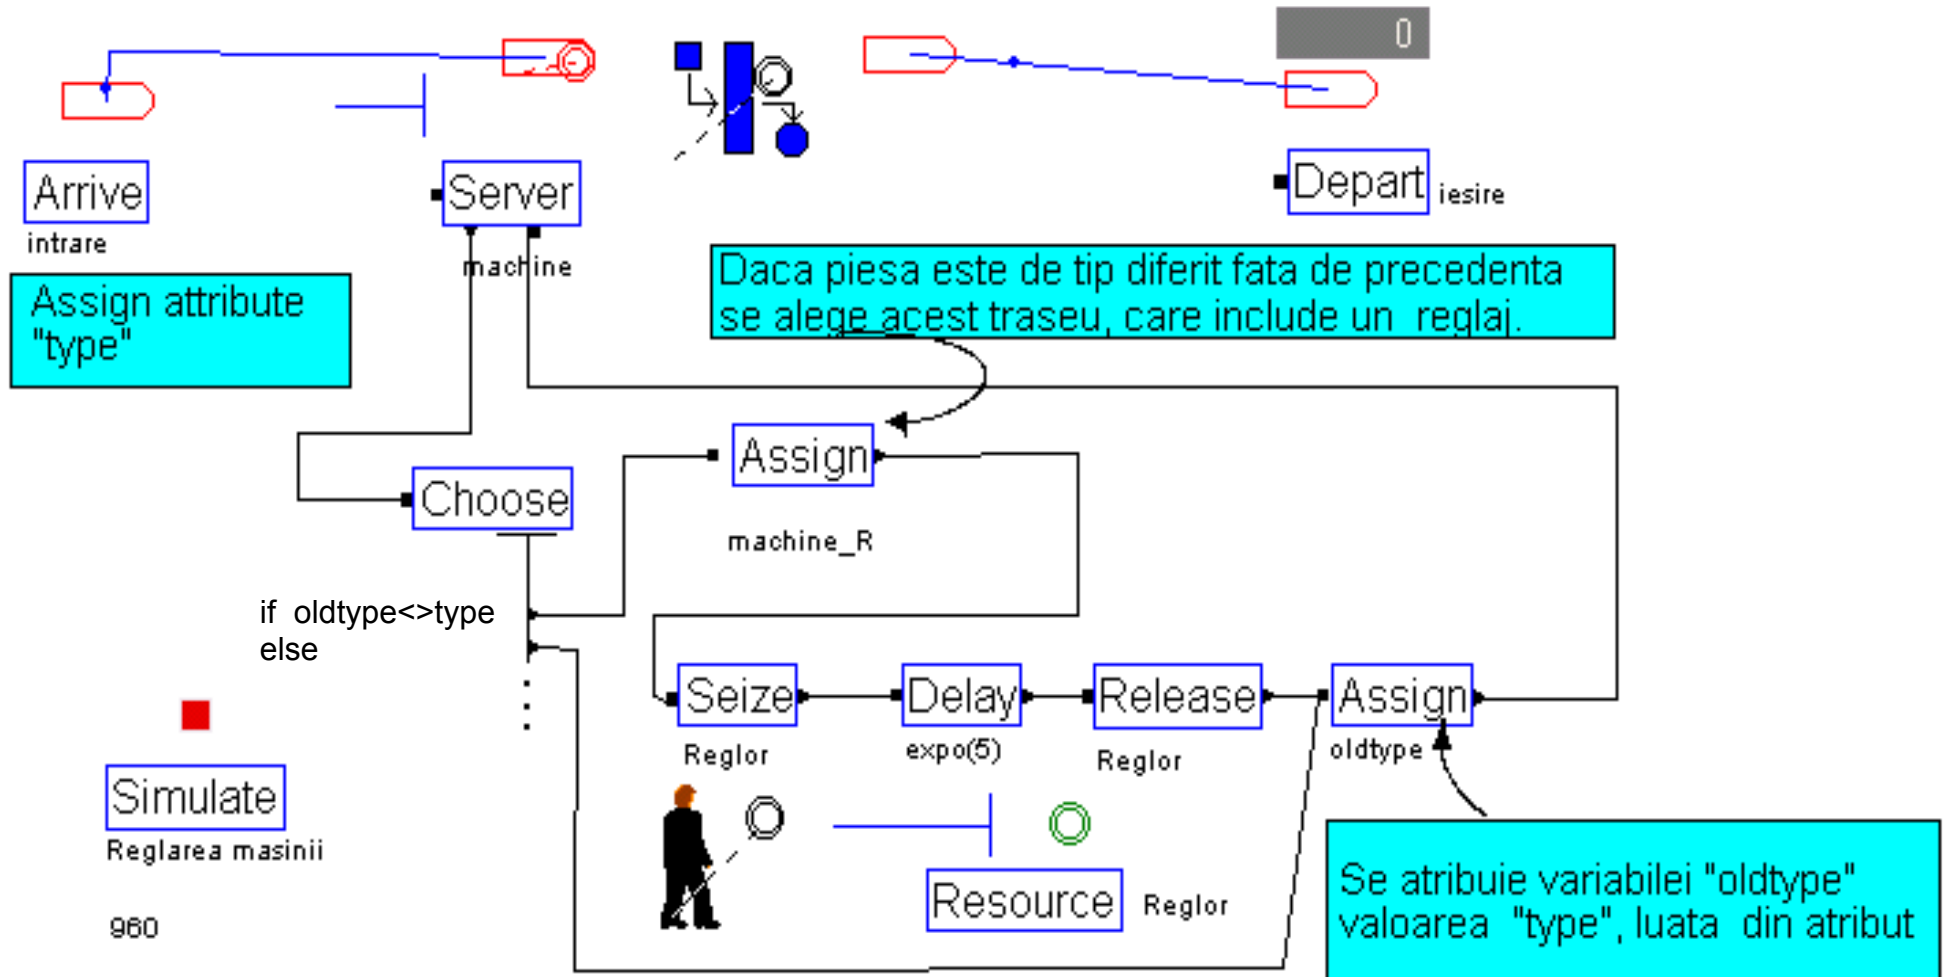 0
Arrive
intrare
Server
machine
Depart
iesire
Assign attribute
"type"
Daca piesa este de tip diferit fata de precedenta
se alege acest traseu, care include un reglaj.
Choose
Assign
machine_R
if oldtype<>type
else
Seize
Reglor
Delay
expo(5)
Release
Reglor
Assign
oldtype
Simulate
Reglarea masinii
960
Resource
Reglor
Se atribuie variabilei "oldtype"
valoarea "type", luata din atribut